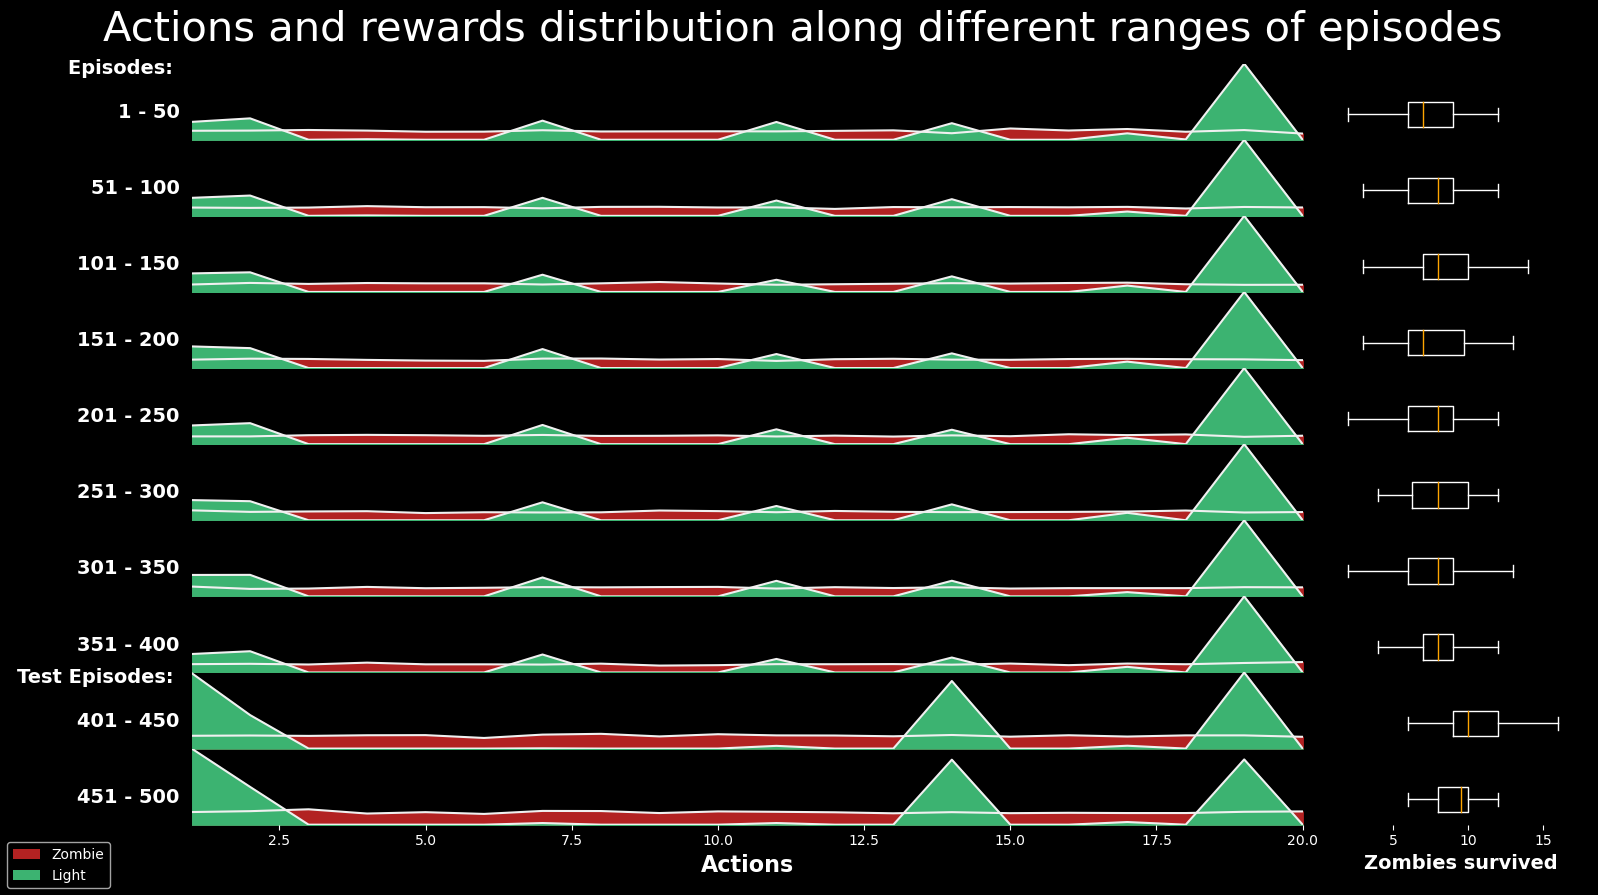 Actions and rewards distribution along different ranges of episodes
Episodes:
1 - 50
51 - 100
101 - 150
151 - 200
201 - 250
251 - 300
301 - 350
351 - 400
Test Episodes:
401 - 450
451 - 500
2.5 5.0 7.5 10.0 12.5 15.0 17.5 20.0
5 10 15
Actions
Zombies survived
Zombie
Light